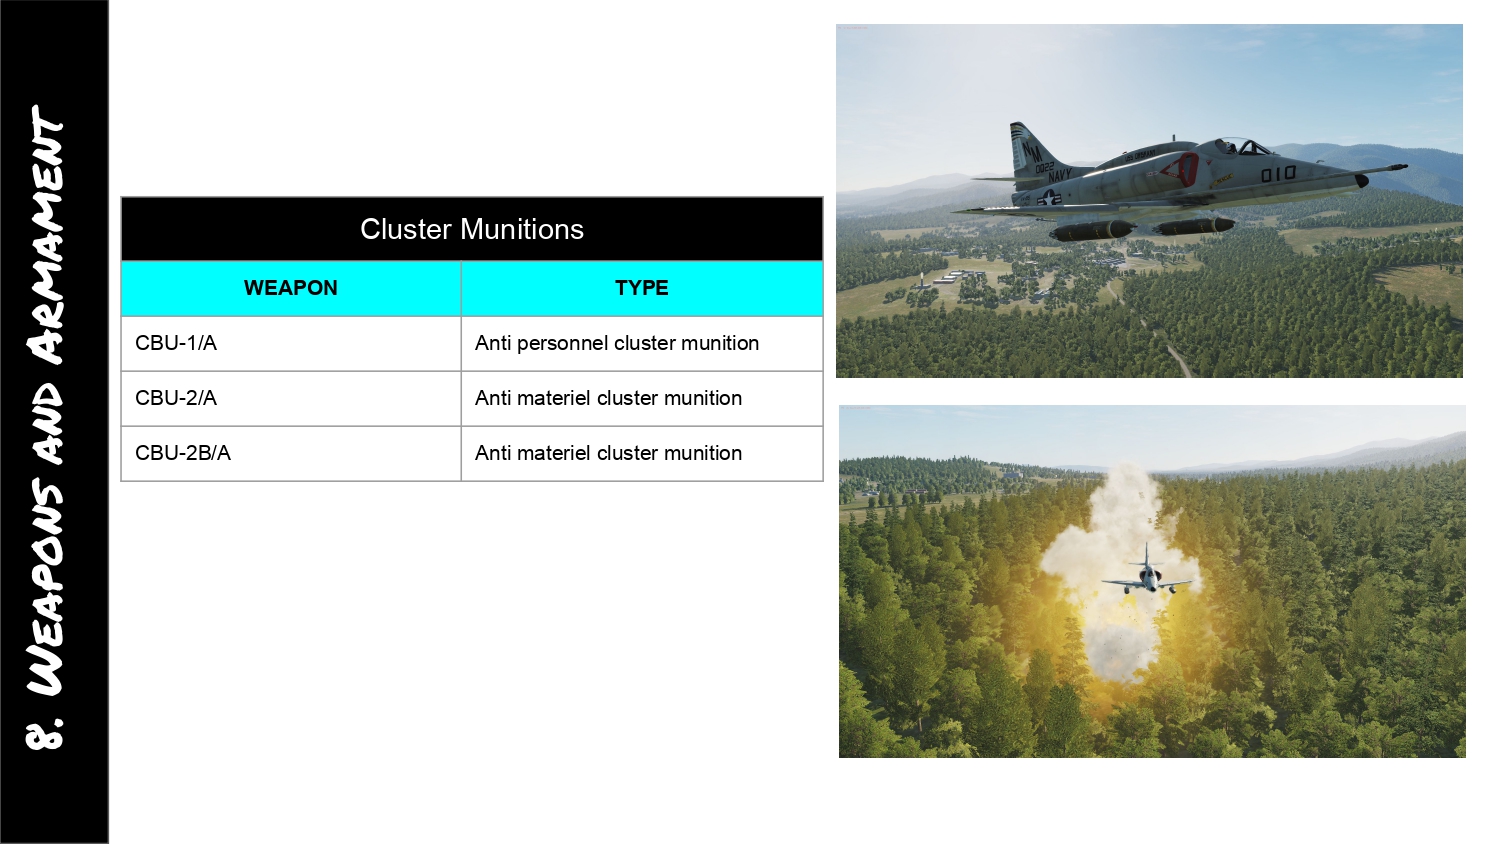 8. Weapons and Armament
Cluster Munitions
WEAPON TYPE
CBU-1/A Anti personnel cluster munition
CBU-2/A Anti materiel cluster munition
CBU-2B/A Anti materiel cluster munition
NM
0022
NAVY
010